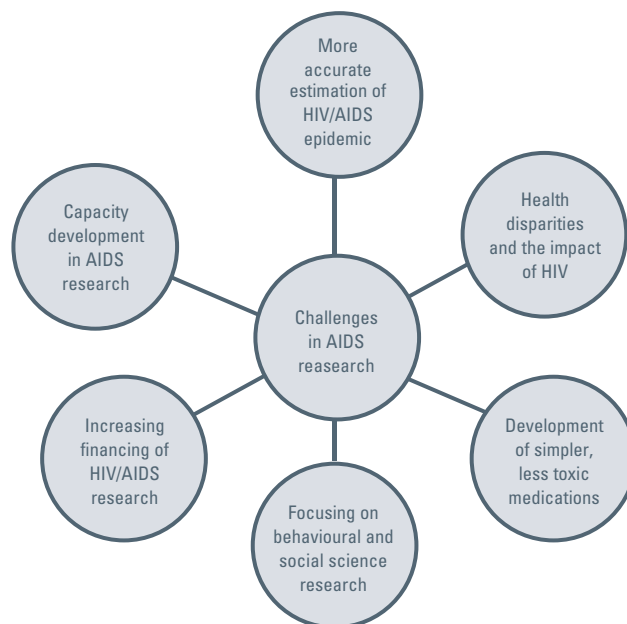 More
accurate
estimation of
HIV/AIDS
epidemic
Health
disparities
and the impact
of HIV
Capacity
development
in AIDS
research
Challenges
in AIDS
reasearch
Increasing
financing of
HIV/AIDS
research
Development
of simpler,
less toxic
medications
Focusing on
behavioural and
social science
research